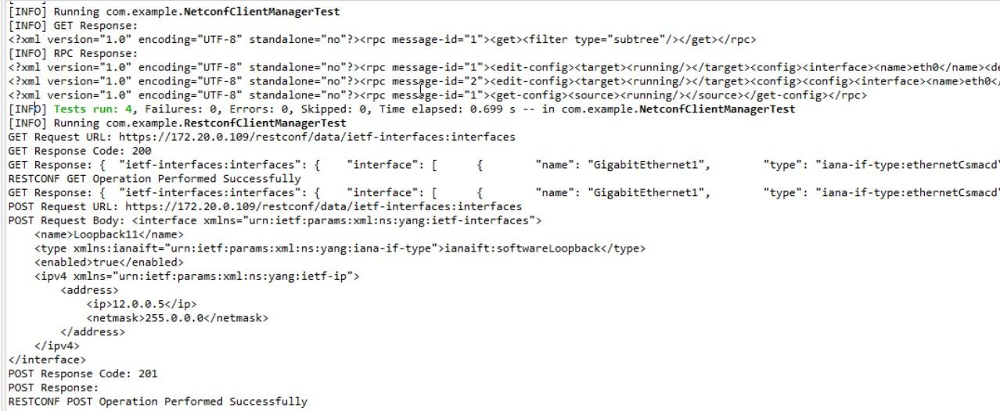 [INFO] Running com.example.NetconfClientManagerTest
[INFO] GET Response:
<?xml version="1.0" encoding="UTF-8" standalone="no"?><rpc message-id="1"><get><filter type="subtree"/></get></rpc>
[INFO] RPC Response:
<?xml version="1.0" encoding="UTF-8" standalone="no"?><rpc message-id="1"><edit-config><target><running/></target><config><interface><name>eth0</name><de
<?xml version="1.0" encoding="UTF-8" standalone="no"?><rpc message-id="2"><edit-config><target><running/></target><config><config><interface><name>eth0</
<?xml version="1.0" encoding="UTF-8" standalone="no"?><rpc message-id="1"><get-config><source><running/></source></get-config></rpc>
[INFO] Tests run: 4, Failures: 0, Errors: 0, Skipped: 0, Time elapsed: 0.699 s -- in com.example.NetconfClientManagerTest
[INFO] Running com.example.RestconfClientManagerTest
GET Request URL: https://172.20.0.109/restconf/data/ietf-interfaces:interfaces
GET Response Code: 200
GET Response: {  "ietf-interfaces:interfaces": {    "interface": [      {        "name": "GigabitEthernet1",        "type": "iana-if-type:ethernetCsmacd"
RESTCONF GET Operation Performed Successfully
GET Response: {  "ietf-interfaces:interfaces": {    "interface": [      {        "name": "GigabitEthernet1",        "type": "iana-if-type:ethernetCsmacd"
POST Request URL: https://172.20.0.109/restconf/data/ietf-interfaces:interfaces
POST Request Body: <interface xmlns="urn:ietf:params:xml:ns:yang:ietf-interfaces">
    <name>Loopback11</name>
    <type xmlns:ianaift="urn:ietf:params:xml:ns:yang:iana-if-type">ianaift:softwareLoopback</type>
    <enabled>true</enabled>
    <ipv4 xmlns="urn:ietf:params:xml:ns:yang:ietf-ip">
        <address>
            <ip>12.0.0.5</ip>
            <netmask>255.0.0.0</netmask>
        </address>
    </ipv4>
</interface>
POST Response Code: 201
POST Response:
RESTCONF POST Operation Performed Successfully